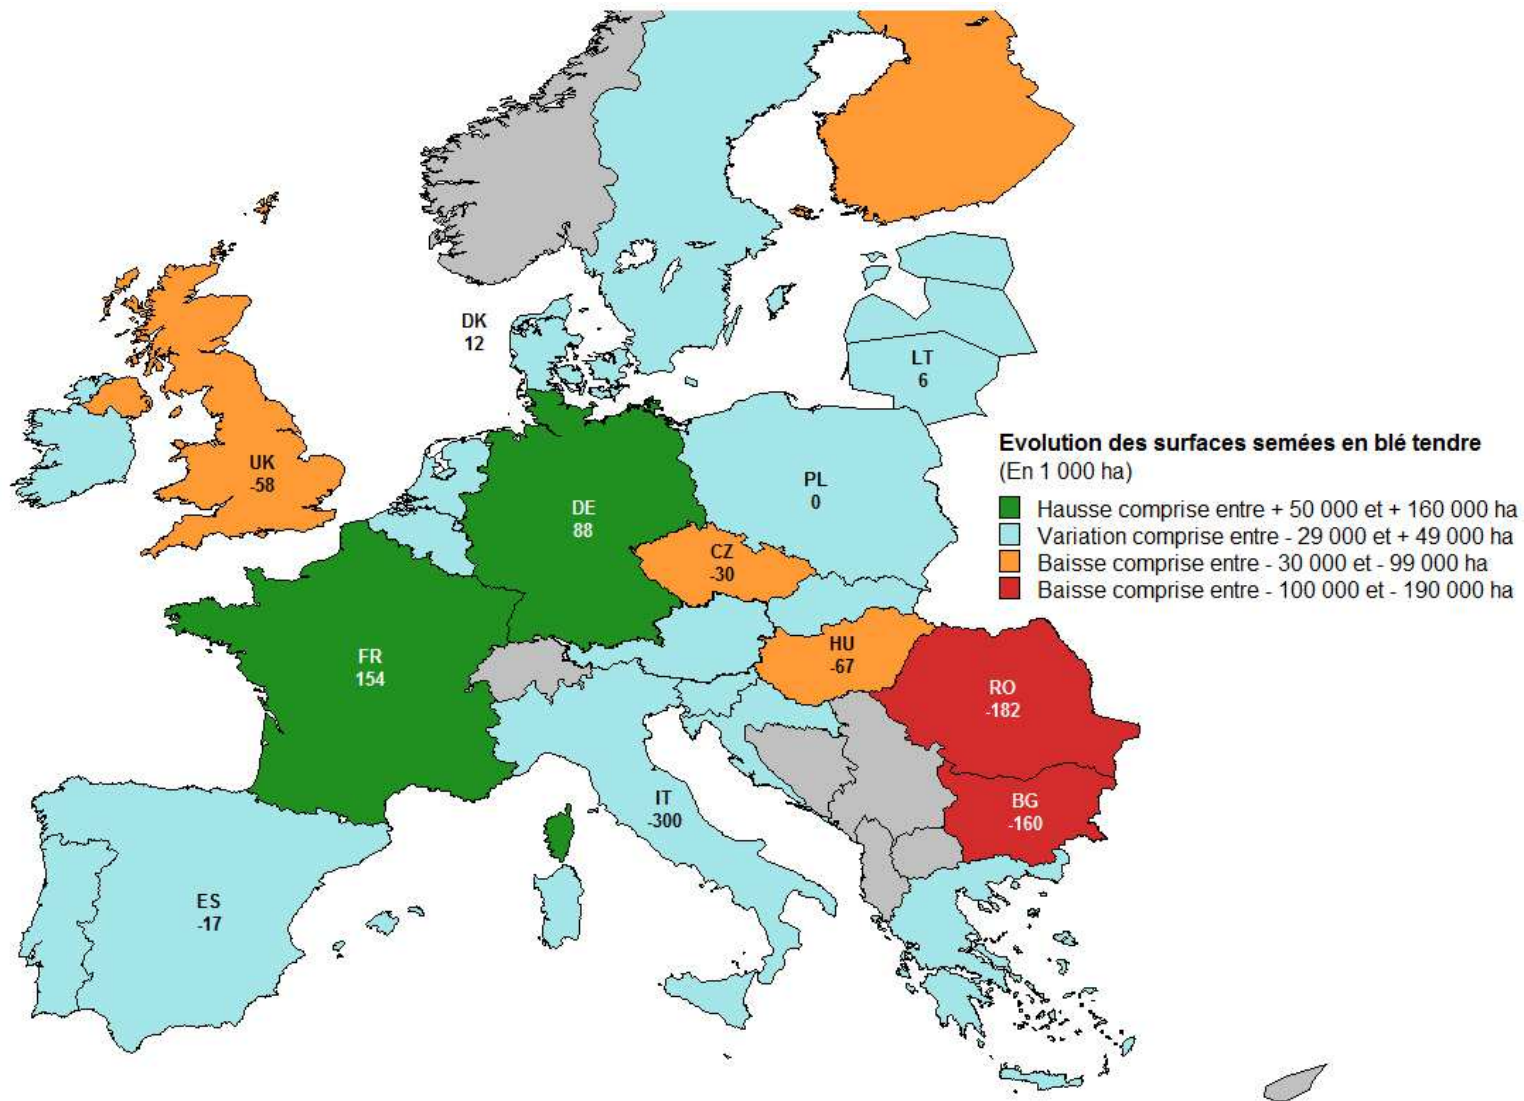 DK
12
LT
6
Evolution des surfaces semées en blé tendre
(En 1 000 ha)
Hausse comprise entre + 50 000 et + 160 000 ha
Variation comprise entre - 29 000 et + 49 000 ha
Baisse comprise entre - 30 000 et - 99 000 ha
Baisse comprise entre - 100 000 et - 190 000 ha
UK
-58
DE
88
PL
0
CZ
-30
FR
154
HU
-67
RO
-182
IT
-300
BG
-160
ES
-17